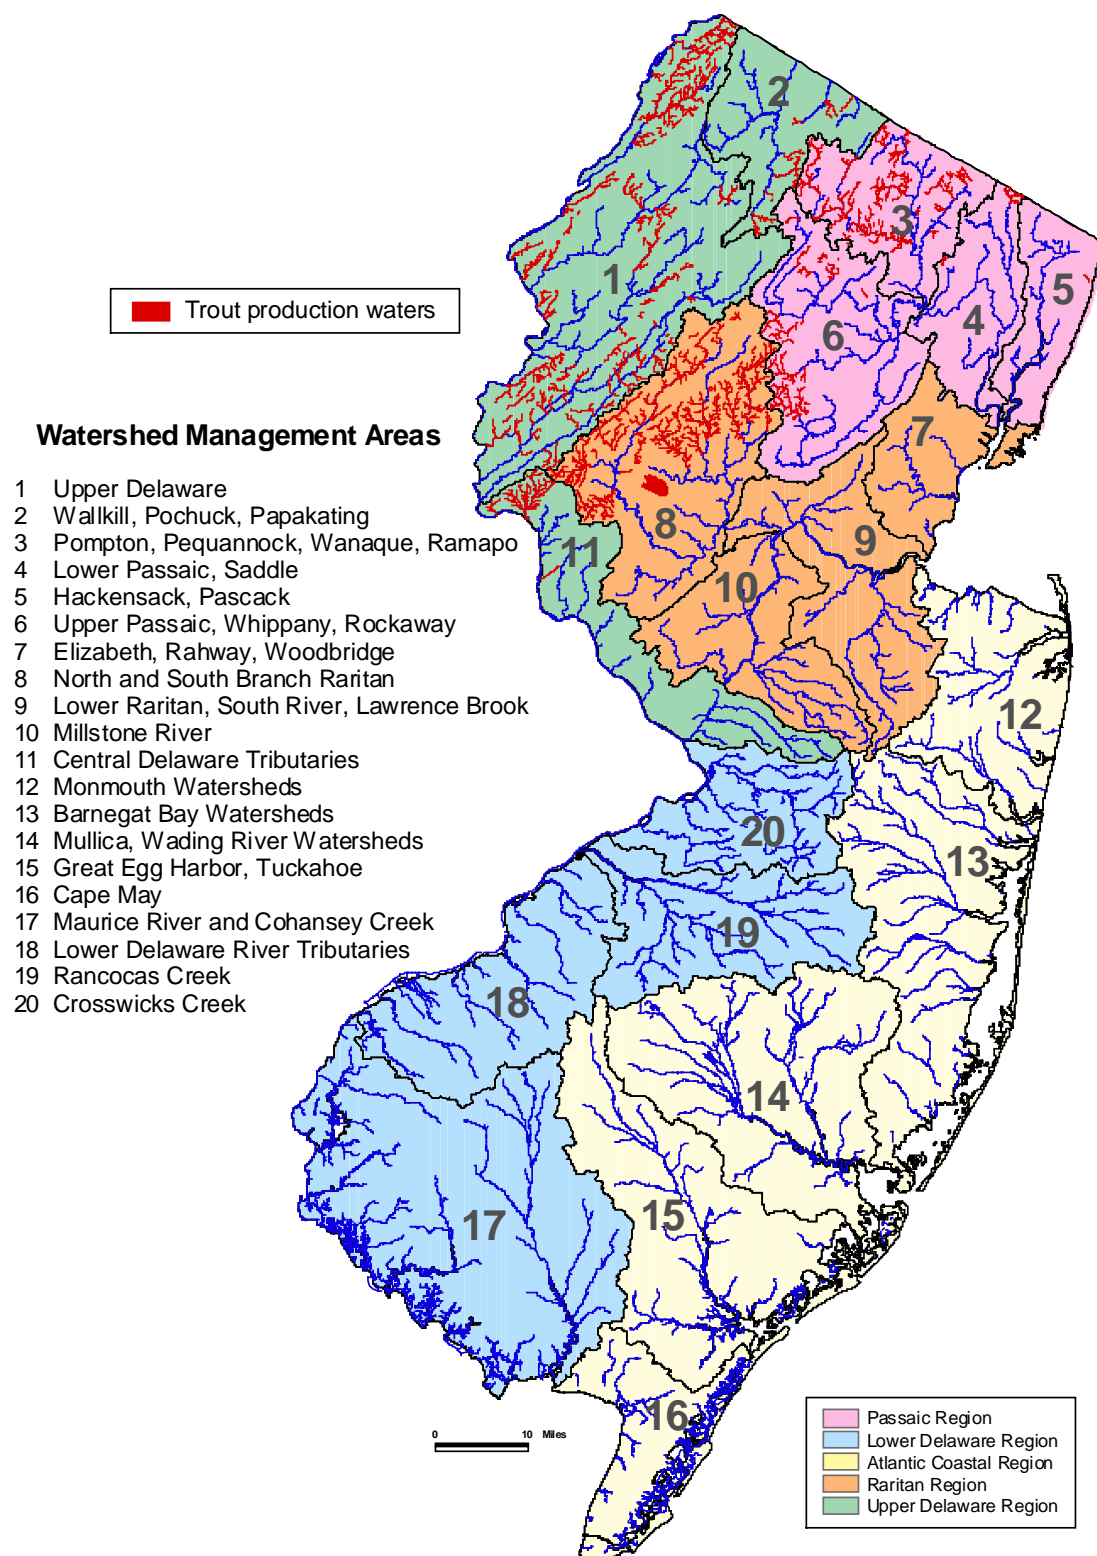 Trout production waters
Watershed Management Areas
1 Upper Delaware
2 Wallkill, Pochuck, Papakating
3 Pompton, Pequannock, Wanaque, Ramapo
4 Lower Passaic, Saddle
5 Hackensack, Pascack
6 Upper Passaic, Whippany, Rockaway
7 Elizabeth, Rahway, Woodbridge
8 North and South Branch Raritan
9 Lower Raritan, South River, Lawrence Brook
10 Millstone River
11 Central Delaware Tributaries
12 Monmouth Watersheds
13 Barnegat Bay Watersheds
14 Mullica, Wading River Watersheds
15 Great Egg Harbor, Tuckahoe
16 Cape May
17 Maurice River and Cohansey Creek
18 Lower Delaware River Tributaries
19 Rancocas Creek
20 Crosswicks Creek
2
3
1
5
4
6
7
8
9
11
10
12
20
13
19
18
14
15
17
16
0 10 Miles
Passaic Region
Lower Delaware Region
Atlantic Coastal Region
Raritan Region
Upper Delaware Region